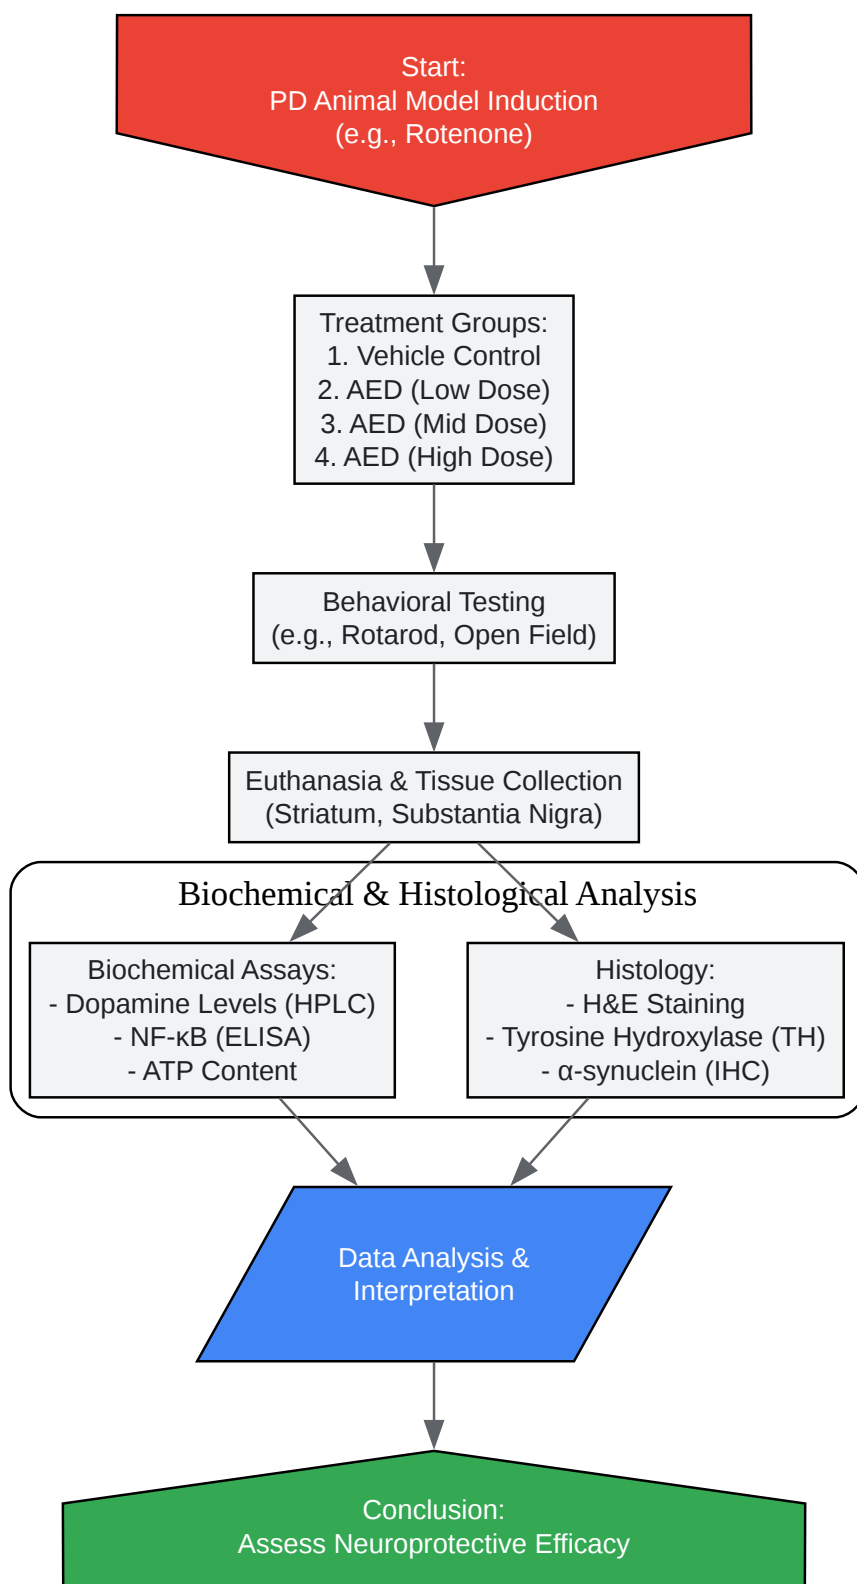 Start:
PD Animal Model Induction
(e.g., Rotenone)
Treatment Groups:
1. Vehicle Control
2. AED (Low Dose)
3. AED (Mid Dose)
4. AED (High Dose)
Behavioral Testing
(e.g., Rotarod, Open Field)
Euthanasia & Tissue Collection
(Striatum, Substantia Nigra)
Biochemical & Histological Analysis
Biochemical Assays:
- Dopamine Levels (HPLC)
- NF-κB (ELISA)
- ATP Content
Histology:
- H&E Staining
- Tyrosine Hydroxylase (TH)
- α-synuclein (IHC)
Data Analysis &
Interpretation
Conclusion:
Assess Neuroprotective Efficacy